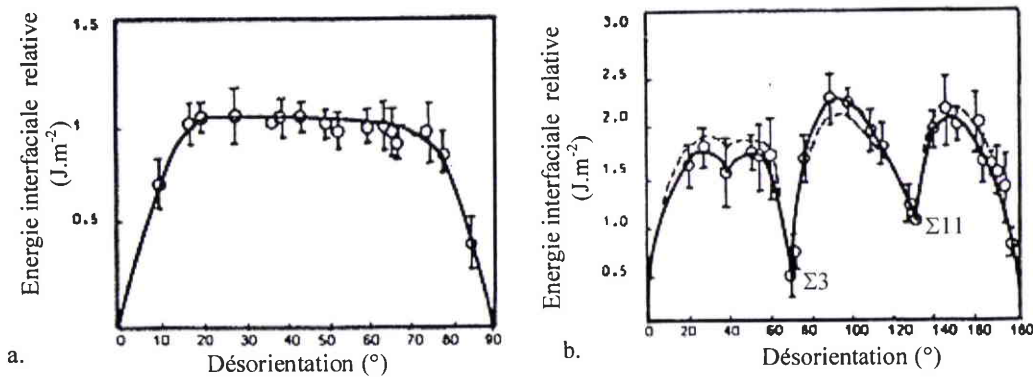 Energie interfaciale relative
(J.m⁻²)
1.5
1
0.5
0 10 20 30 40 50 60 70 80 90
Désorientation (°)
a.
Energie interfaciale relative
(J.m⁻²)
3.0
2.5
2.0
1.5
1.0
0.5
Σ3
Σ11
0 20 40 60 80 100 120 140 160 180
Désorientation (°)
b.